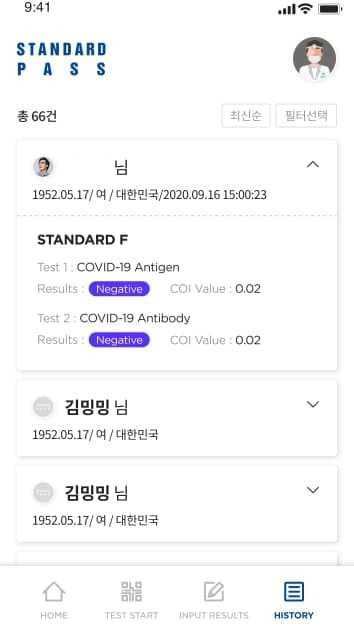 9:41
STANDARD
PASS
총 66건
최신순
필터선택
님
1952.05.17/ 여 / 대한민국/2020.09.16 15:00:23
STANDARD F
Test 1 : COVID-19 Antigen
Results : Negative COI Value : 0.02
Test 2 : COVID-19 Antibody
Results : Negative COI Value : 0.02
김밍밍 님
1952.05.17/ 여 / 대한민국
김밍밍 님
1952.05.17/ 여 / 대한민국
HOME
TEST START
INPUT RESULTS
HISTORY